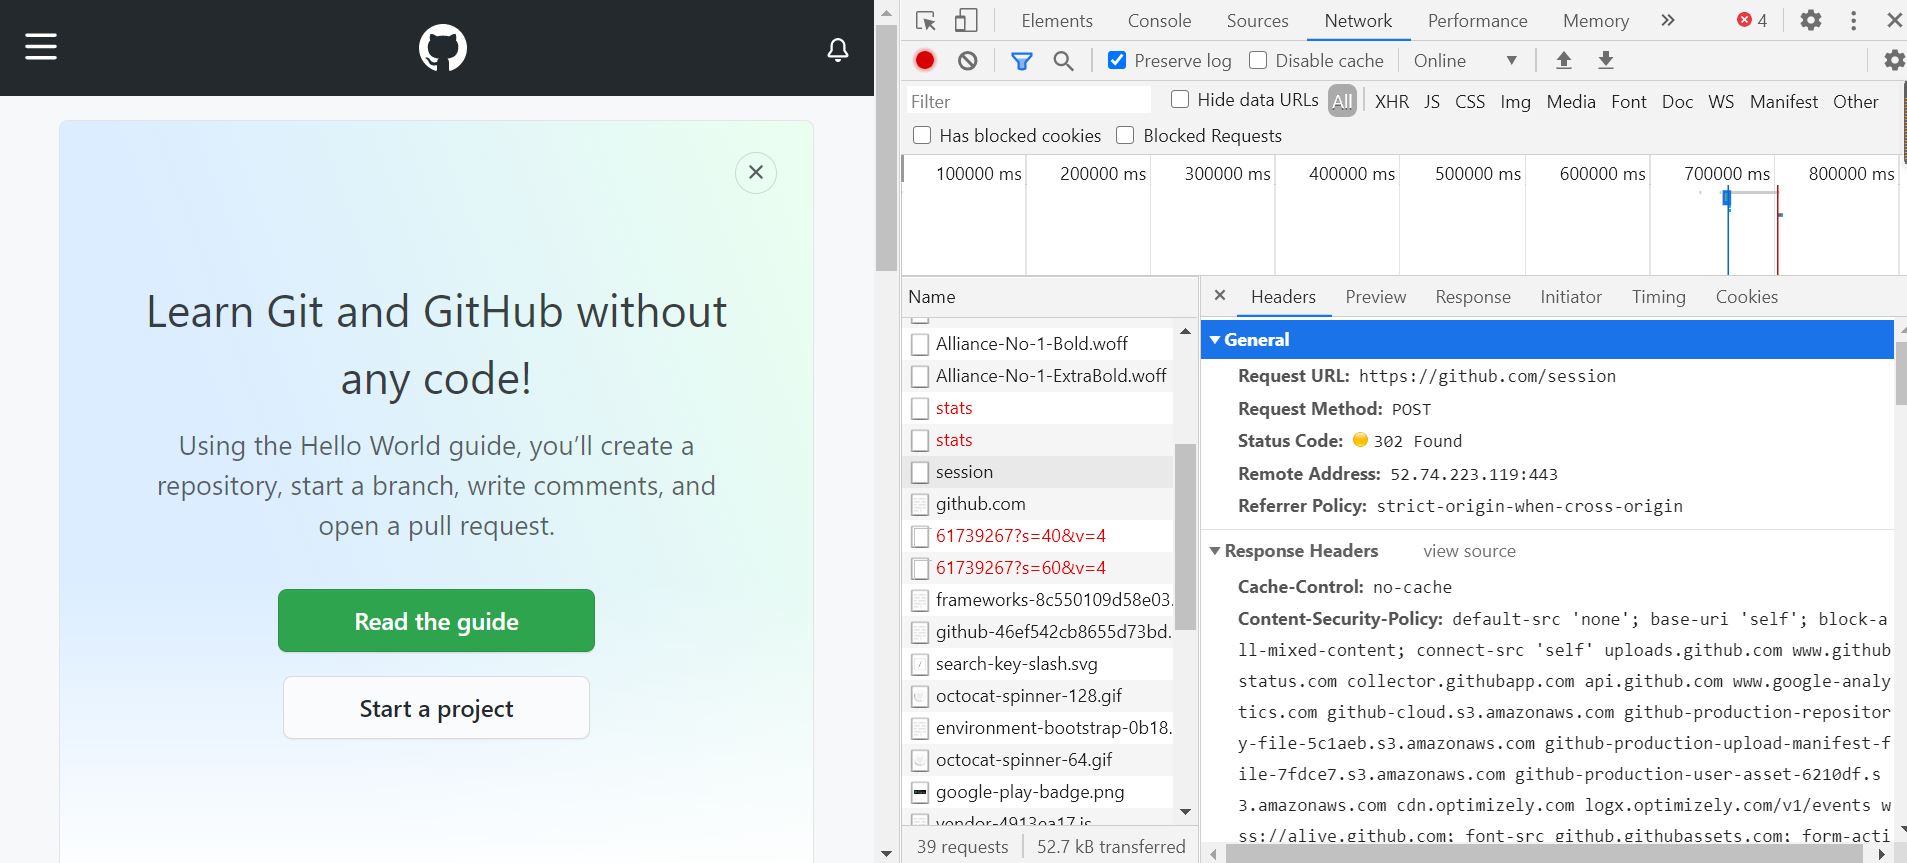 Learn Git and GitHub without
any code!
Using the Hello World guide, you’ll create a
repository, start a branch, write comments, and
open a pull request.
Read the guide
Start a project
Elements Console Sources Network Performance Memory » 4
Preserve log Disable cache Online
Filter Hide data URLs All XHR JS CSS Img Media Font Doc WS Manifest Other
Has blocked cookies Blocked Requests
100000 ms 200000 ms 300000 ms 400000 ms 500000 ms 600000 ms 700000 ms 800000 ms
Name
Alliance-No-1-Bold.woff
Alliance-No-1-ExtraBold.woff
stats
stats
session
github.com
61739267?s=40&v=4
61739267?s=60&v=4
frameworks-8c550109d58e03.
github-46ef542cb8655d73bd.
search-key-slash.svg
octocat-spinner-128.gif
environment-bootstrap-0b18.
octocat-spinner-64.gif
google-play-badge.png
39 requests 52.7 kB transferred
Headers Preview Response Initiator Timing Cookies
General
Request URL: https://github.com/session
Request Method: POST
Status Code: 302 Found
Remote Address: 52.74.223.119:443
Referrer Policy: strict-origin-when-cross-origin
Response Headers view source
Cache-Control: no-cache
Content-Security-Policy: default-src 'none'; base-uri 'self'; block-a
ll-mixed-content; connect-src 'self' uploads.github.com www.github
status.com collector.githubapp.com api.github.com www.google-analy
tics.com github-cloud.s3.amazonaws.com github-production-repositor
y-file-5c1aeb.s3.amazonaws.com github-production-upload-manifest-f
ile-7fdce7.s3.amazonaws.com github-production-user-asset-6210df.s
3.amazonaws.com cdn.optimizely.com logx.optimizely.com/v1/events w
ss://alive.github.com; font-src github.githubassets.com; form-acti